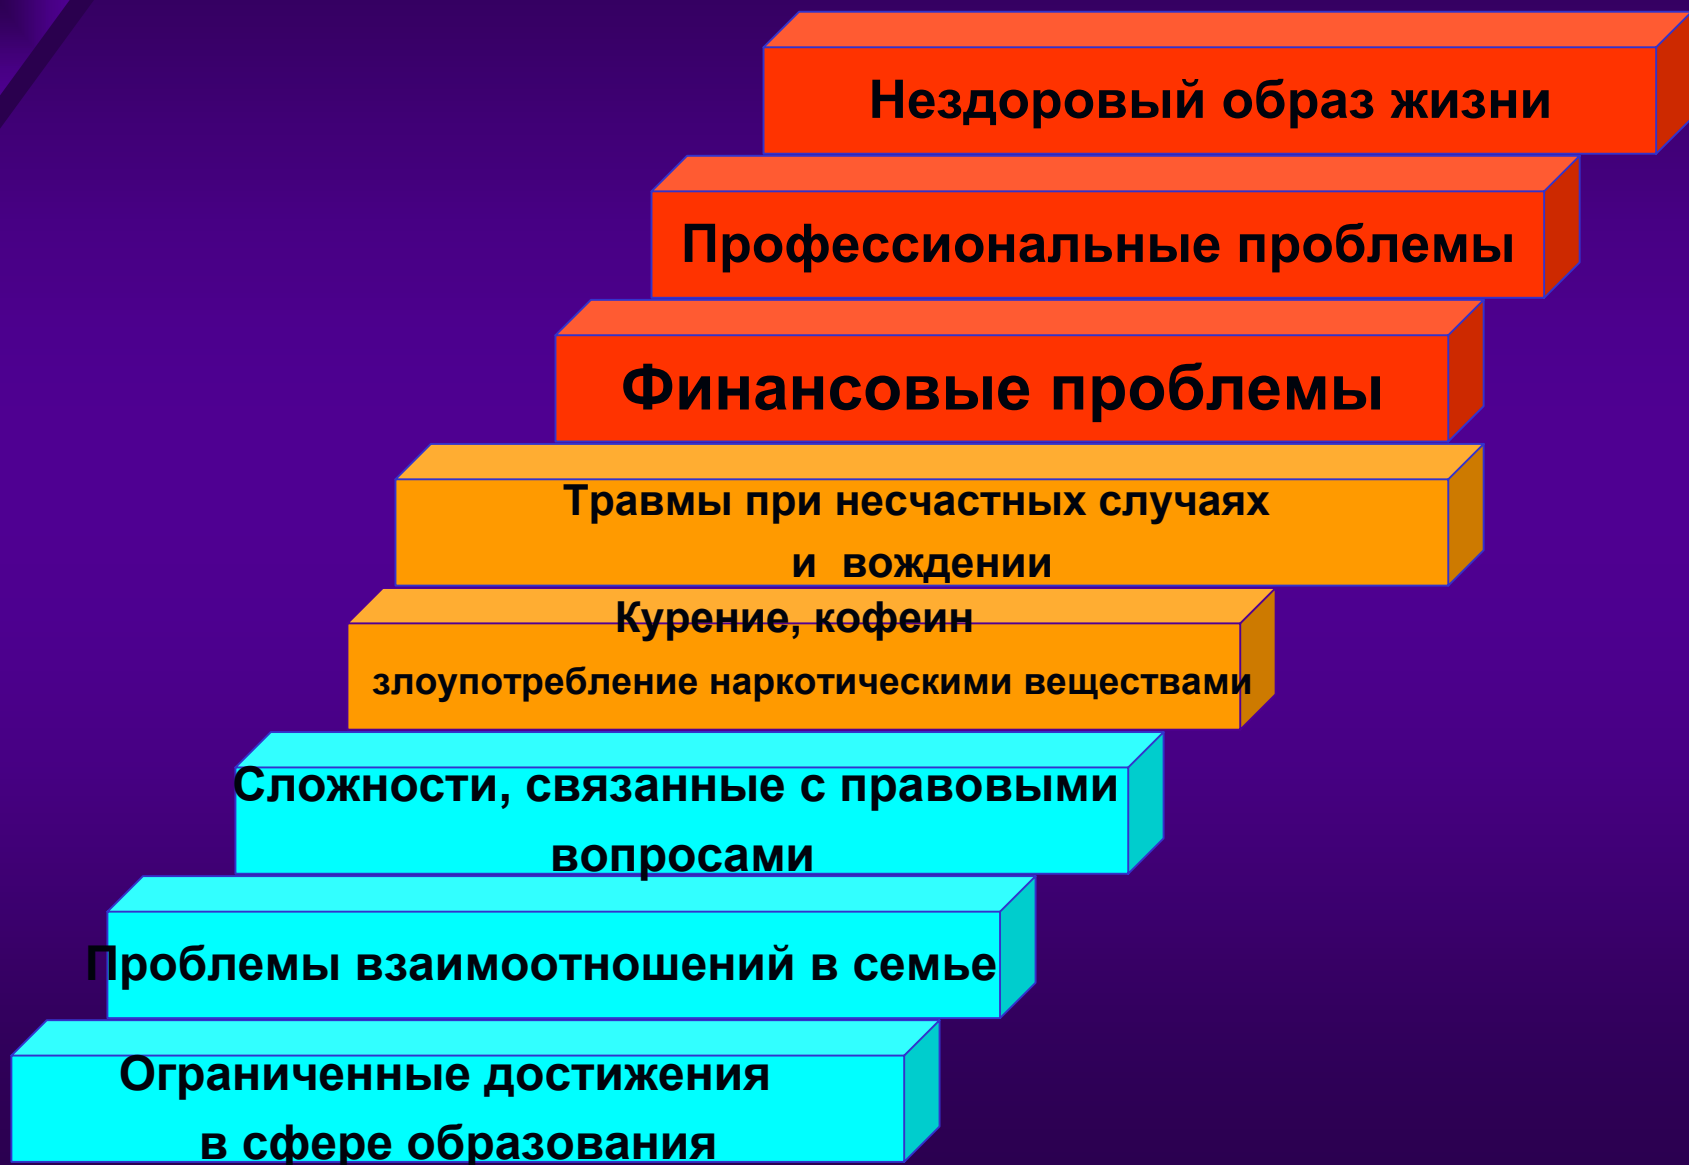 Нездоровый образ жизни
Профессиональные проблемы
Финансовые проблемы
Травмы при несчастных случаях
и вождении
Курение, кофеин
злоупотребление наркотическими веществами
Сложности, связанные с правовыми
вопросами
Проблемы взаимоотношений в семье
Ограниченные достижения
в сфере образования